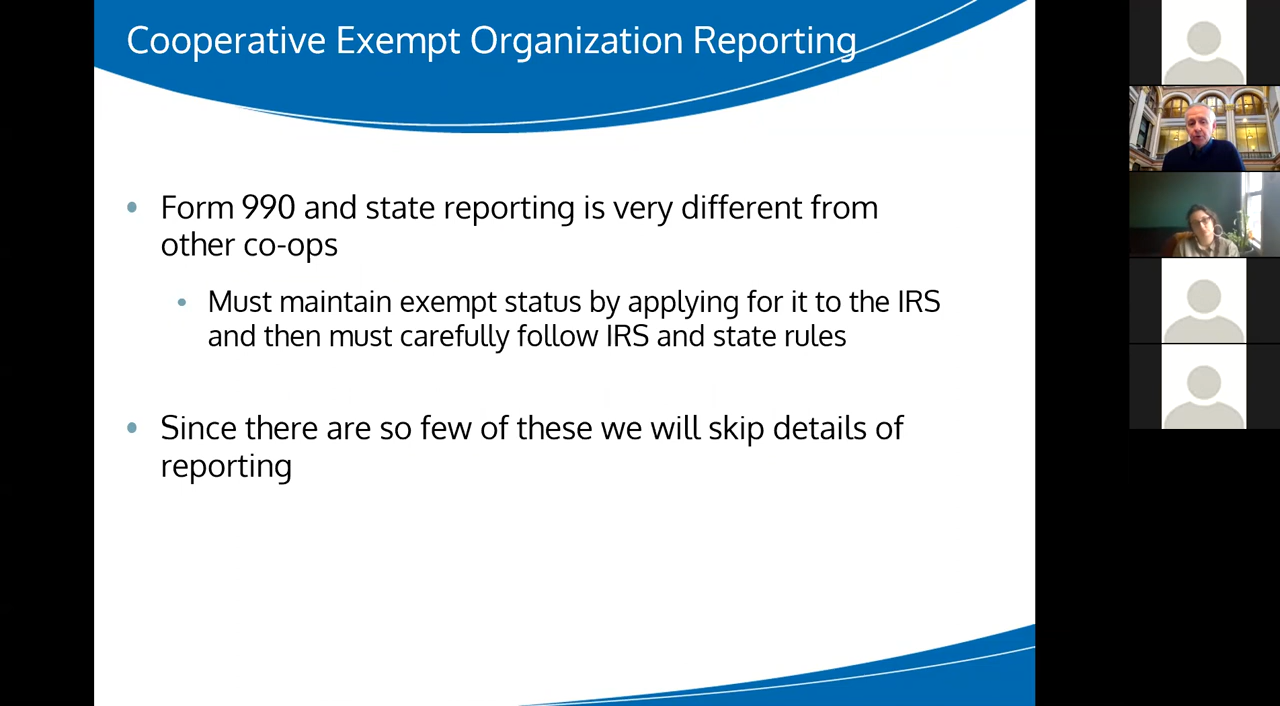 Cooperative Exempt Organization Reporting
Form 990 and state reporting is very different from
other co-ops
Must maintain exempt status by applying for it to the IRS
and then must carefully follow IRS and state rules
Since there are so few of these we will skip details of
reporting